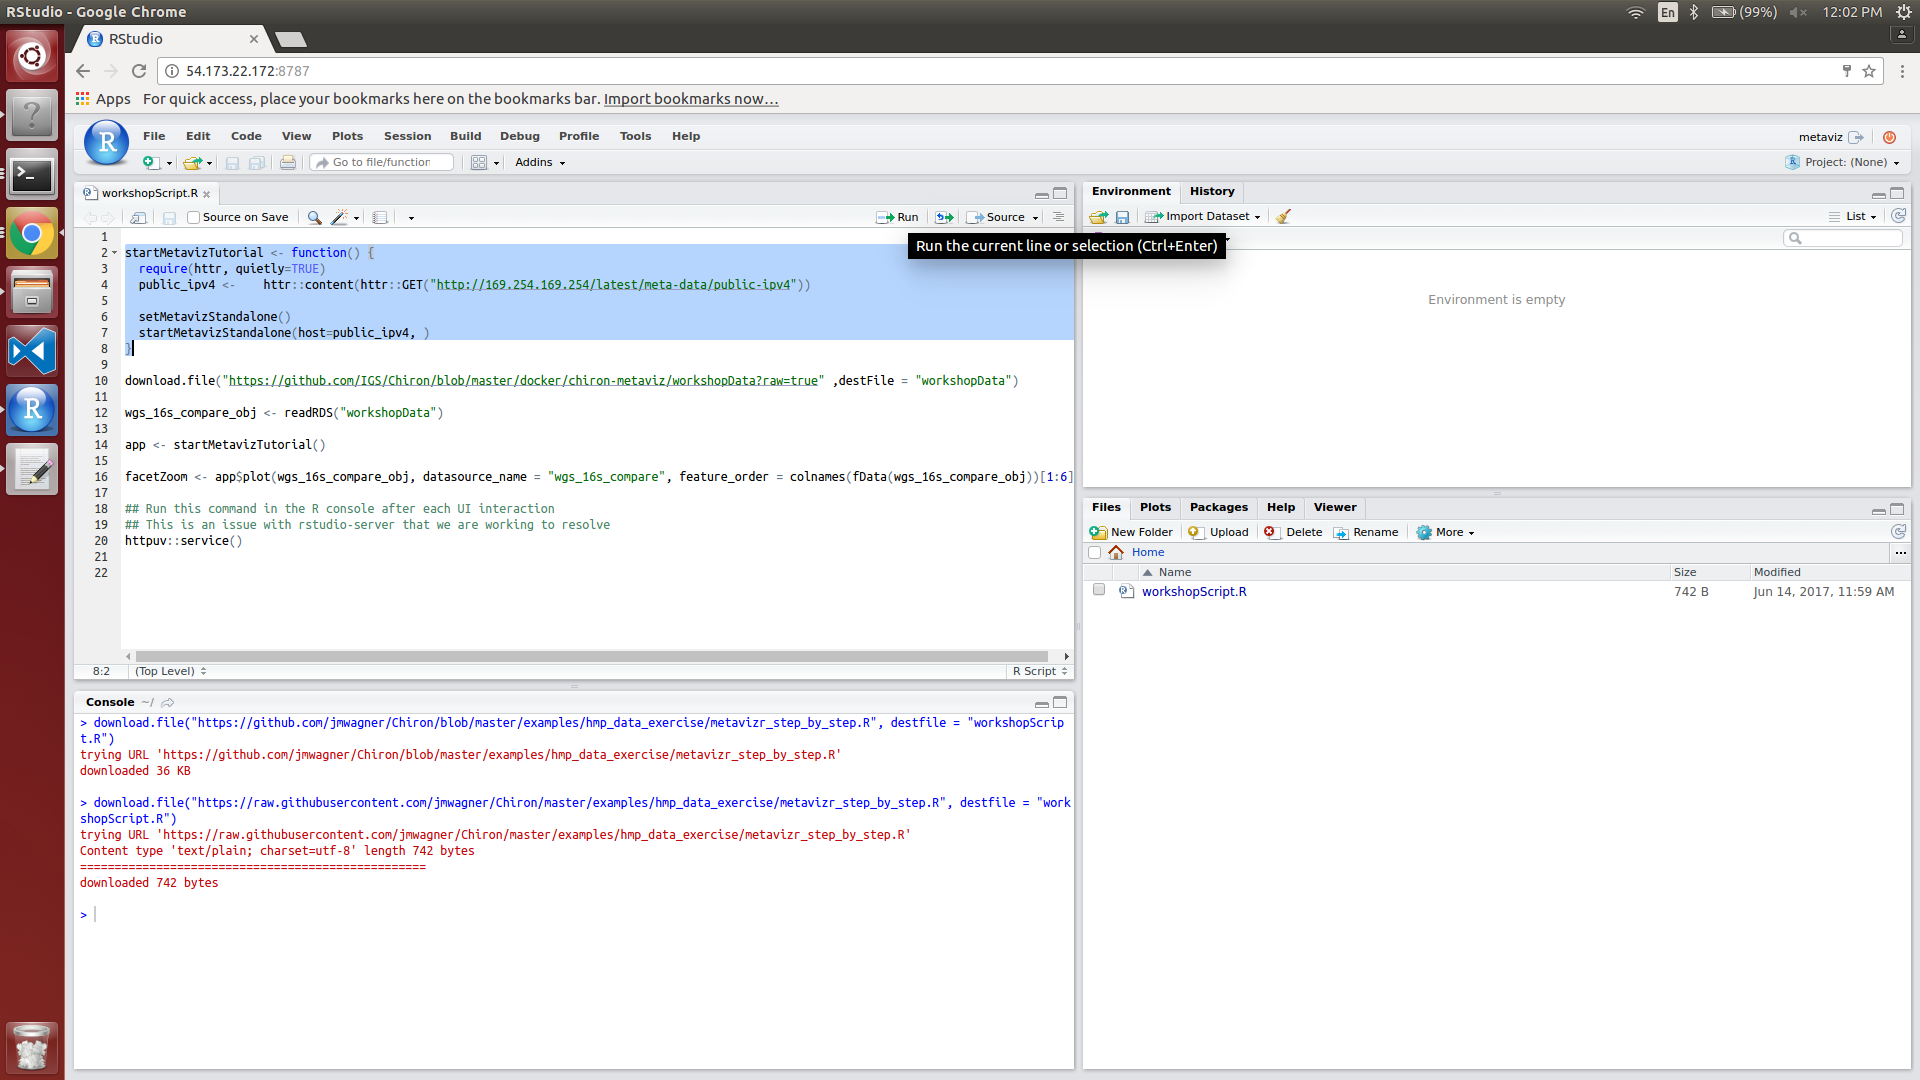 RStudio - Google Chrome
En
(99%)
12:02 PM
RStudio
54.173.22.172:8787
Apps For quick access, place your bookmarks here on the bookmarks bar. Import bookmarks now...
R
File Edit Code View Plots Session Build Debug Profile Tools Help
metaviz
Go to file/function
Addins
Project: (None)
workshopScript.R
Source on Save
Run
Source
Run the current line or selection (Ctrl+Enter)
1
2 startMetavizTutorial <- function() {
3 require(httr, quietly=TRUE)
4 public_ipv4 <-    httr::content(httr::GET("http://169.254.169.254/latest/meta-data/public-ipv4"))
5
6 setMetavizStandalone()
7 startMetavizStandalone(host=public_ipv4, )
8 }
9
10 download.file("https://github.com/IGS/Chiron/blob/master/docker/chiron-metaviz/workshopData?raw=true" ,destFile = "workshopData")
11
12 wgs_16s_compare_obj <- readRDS("workshopData")
13
14 app <- startMetavizTutorial()
15
16 facetZoom <- app$plot(wgs_16s_compare_obj, datasource_name = "wgs_16s_compare", feature_order = colnames(fData(wgs_16s_compare_obj))[1:6]
17
18 ## Run this command in the R console after each UI interaction
19 ## This is an issue with rstudio-server that we are working to resolve
20 httpuv::service()
21
22
8:2 (Top Level) R Script
Console ~/
> download.file("https://github.com/jmwagner/Chiron/blob/master/examples/hmp_data_exercise/metavizr_step_by_step.R", destfile = "workshopScrip
t.R")
trying URL 'https://github.com/jmwagner/Chiron/blob/master/examples/hmp_data_exercise/metavizr_step_by_step.R'
downloaded 36 KB
> download.file("https://raw.githubusercontent.com/jmwagner/Chiron/master/examples/hmp_data_exercise/metavizr_step_by_step.R", destfile = "work
shopScript.R")
trying URL 'https://raw.githubusercontent.com/jmwagner/Chiron/master/examples/hmp_data_exercise/metavizr_step_by_step.R'
Content type 'text/plain; charset=utf-8' length 742 bytes
==================================================
downloaded 742 bytes
>
Environment History
Import Dataset
List
Environment is empty
Files Plots Packages Help Viewer
New Folder Upload Delete Rename More
Home
Name Size Modified
workshopScript.R 742 B Jun 14, 2017, 11:59 AM